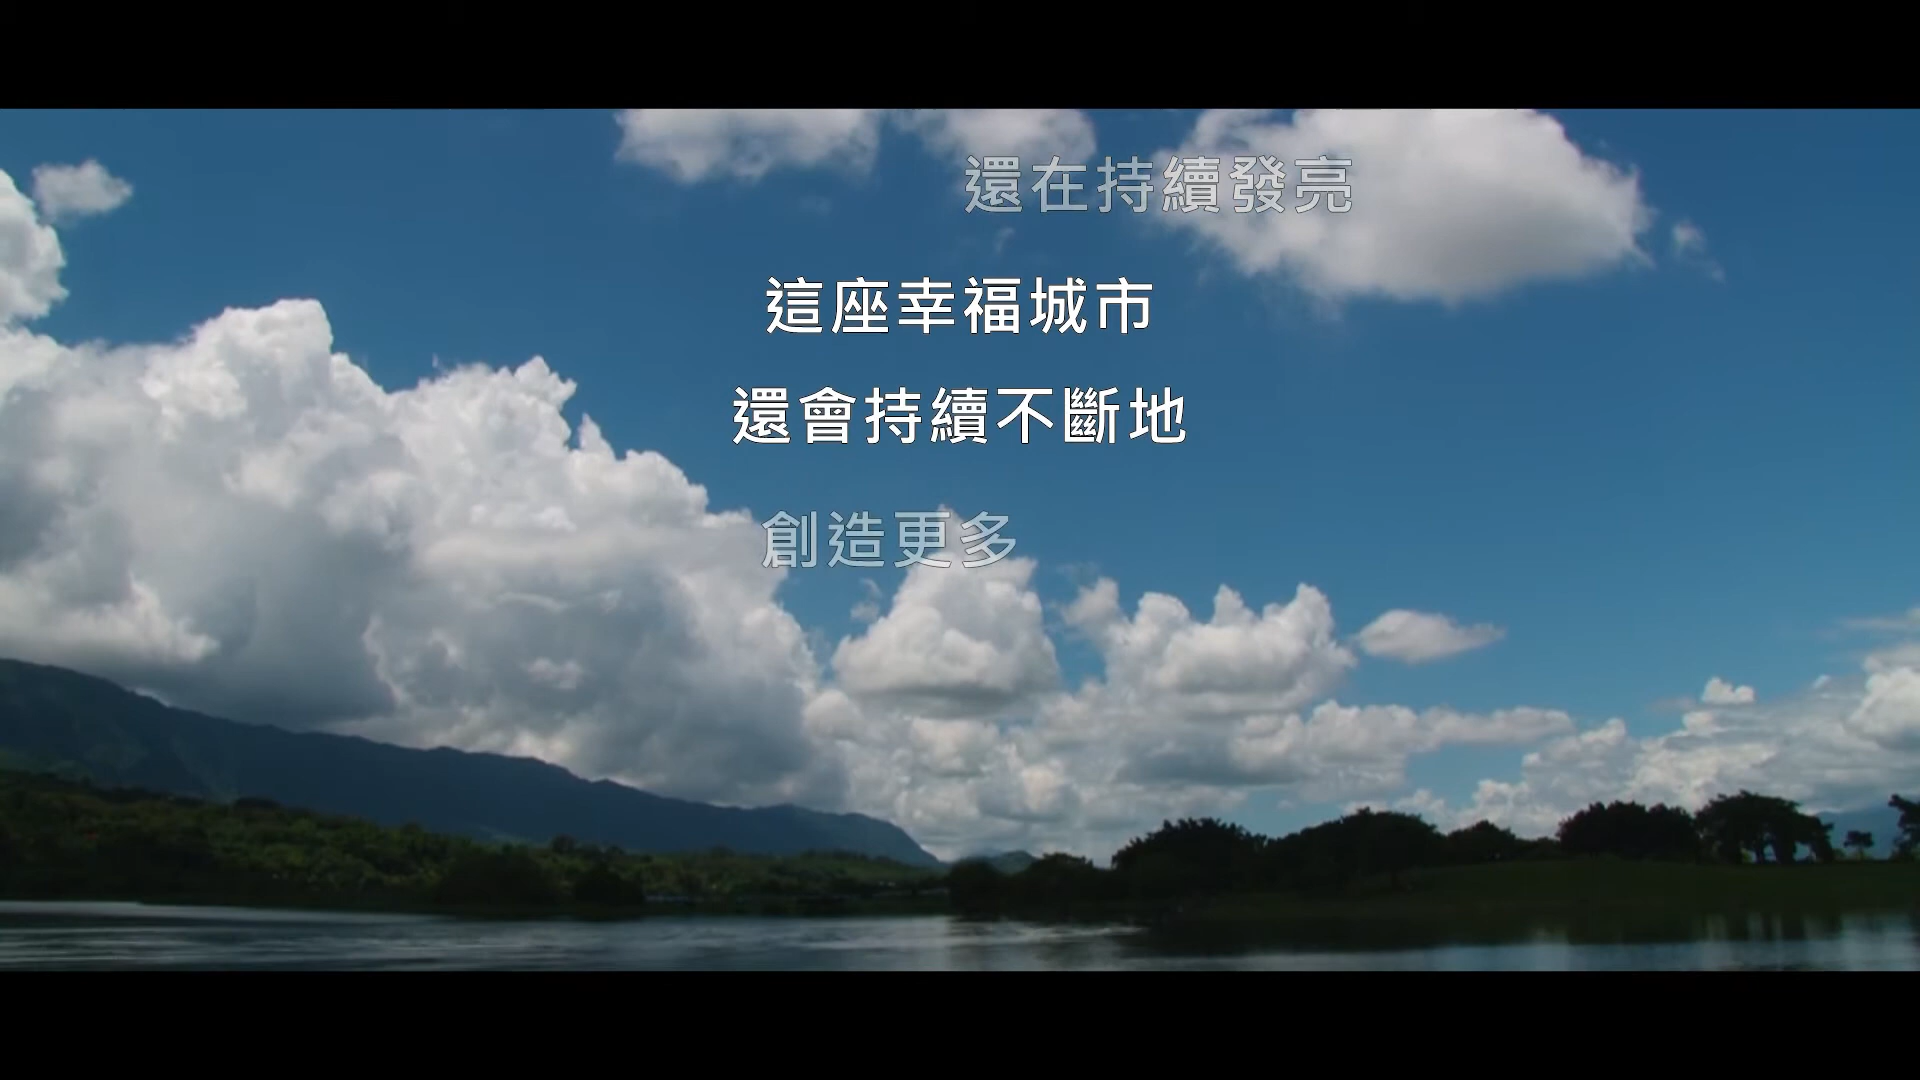 還在持續發亮
這座幸福城市
還會持續不斷地
創造更多